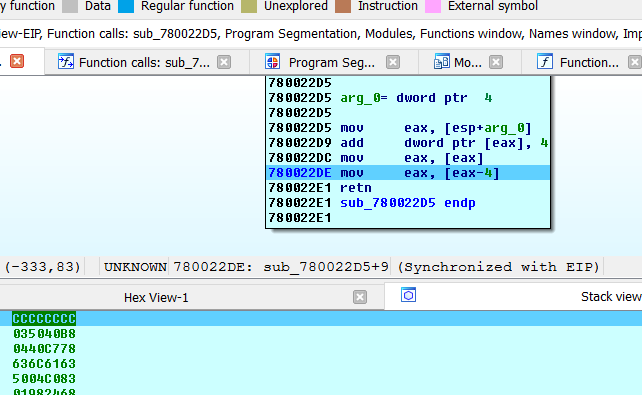 y function Data Regular function Unexplored Instruction External symbol
View-EIP, Function calls: sub_780022D5, Program Segmentation, Modules, Functions window, Names window, Imp
Function calls: sub_7... Program Seg... Mo... Function...
780022D5
780022D5 arg_0= dword ptr 4
780022D5
780022D5 mov eax, [esp+arg_0]
780022D9 add dword ptr [eax], 4
780022DC mov eax, [eax]
780022DE mov eax, [eax-4]
780022E1 retn
780022E1 sub_780022D5 endp
780022E1
(-333,83) UNKNOWN 780022DE: sub_780022D5+9 (Synchronized with EIP)
Hex View-1 Stack view
CCCCCCCC
035040B8
0440C778
636C6163
5004C083
01982468